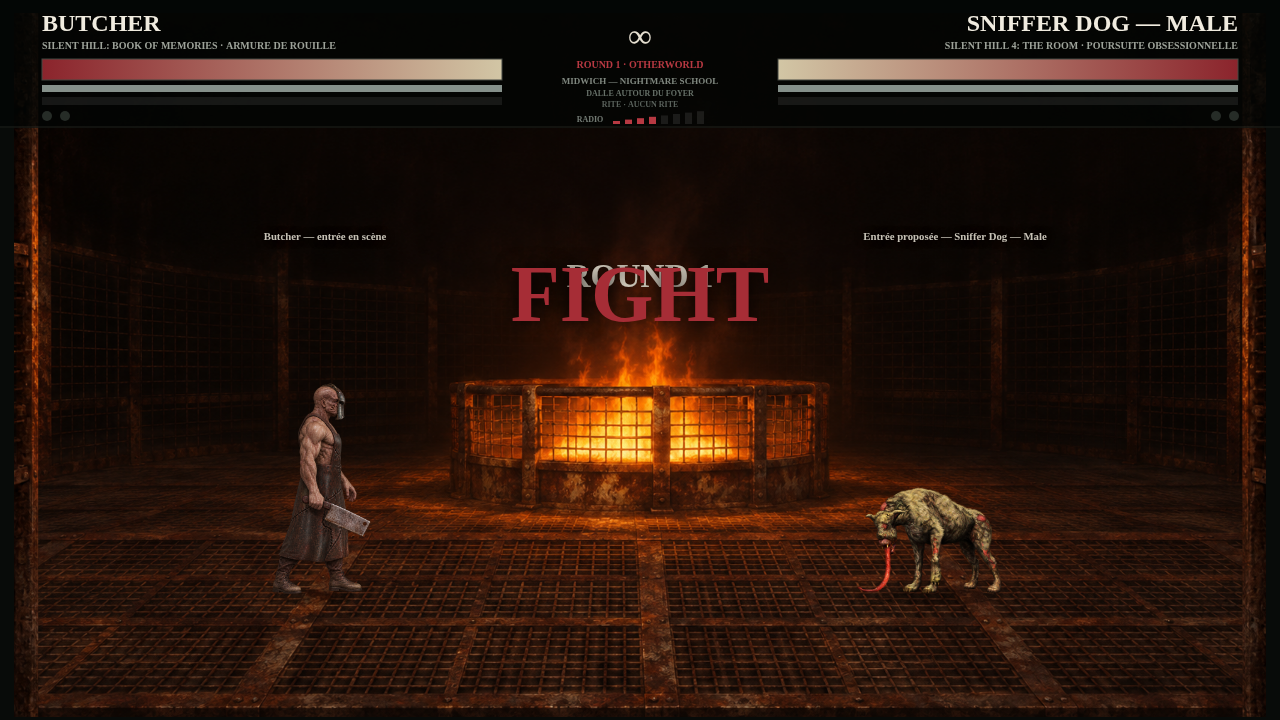 BUTCHER
SILENT HILL: BOOK OF MEMORIES · ARMURE DE ROUILLE
∞
ROUND 1 · OTHERWORLD
MIDWICH — NIGHTMARE SCHOOL
DALLE AUTOUR DU FOYER
RITE · AUCUN RITE
RADIO
SNIFFER DOG — MALE
SILENT HILL 4: THE ROOM · POURSUITE OBSESSIONNELLE
Butcher — entrée en scène
Entrée proposée — Sniffer Dog — Male
ROUND 1
FIGHT